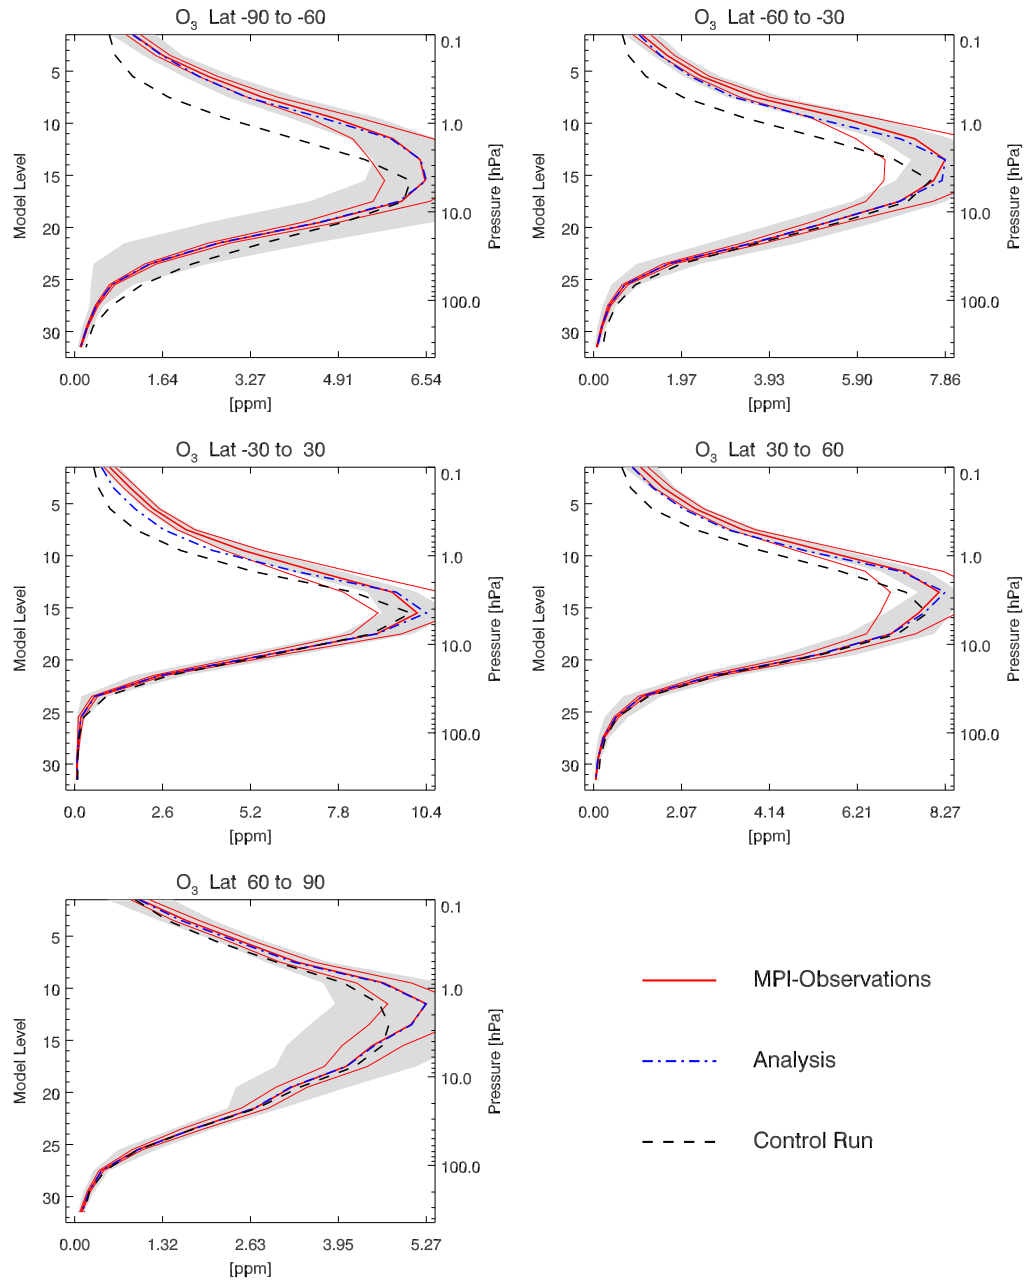 O3 Lat -90 to -60
O3 Lat -60 to -30
5
10
15
20
25
30
Model Level
0.1
1.0
10.0
100.0
Pressure [hPa]
0.00 1.64 3.27 4.91 6.54
[ppm]
5
10
15
20
25
30
Model Level
0.1
1.0
10.0
100.0
Pressure [hPa]
0.00 1.97 3.93 5.90 7.86
[ppm]
O3 Lat -30 to 30
O3 Lat 30 to 60
5
10
15
20
25
30
Model Level
0.1
1.0
10.0
100.0
Pressure [hPa]
0.0 2.6 5.2 7.8 10.4
[ppm]
5
10
15
20
25
30
Model Level
0.1
1.0
10.0
100.0
Pressure [hPa]
0.00 2.07 4.14 6.21 8.27
[ppm]
O3 Lat 60 to 90
5
10
15
20
25
30
Model Level
0.1
1.0
10.0
100.0
Pressure [hPa]
0.00 1.32 2.63 3.95 5.27
[ppm]
MPI-Observations
Analysis
Control Run